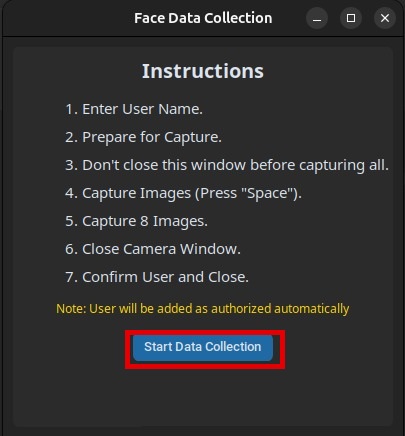 Face Data Collection
Instructions
1. Enter User Name.
2. Prepare for Capture.
3. Don't close this window before capturing all.
4. Capture Images (Press "Space").
5. Capture 8 Images.
6. Close Camera Window.
7. Confirm User and Close.
Note: User will be added as authorized automatically
Start Data Collection